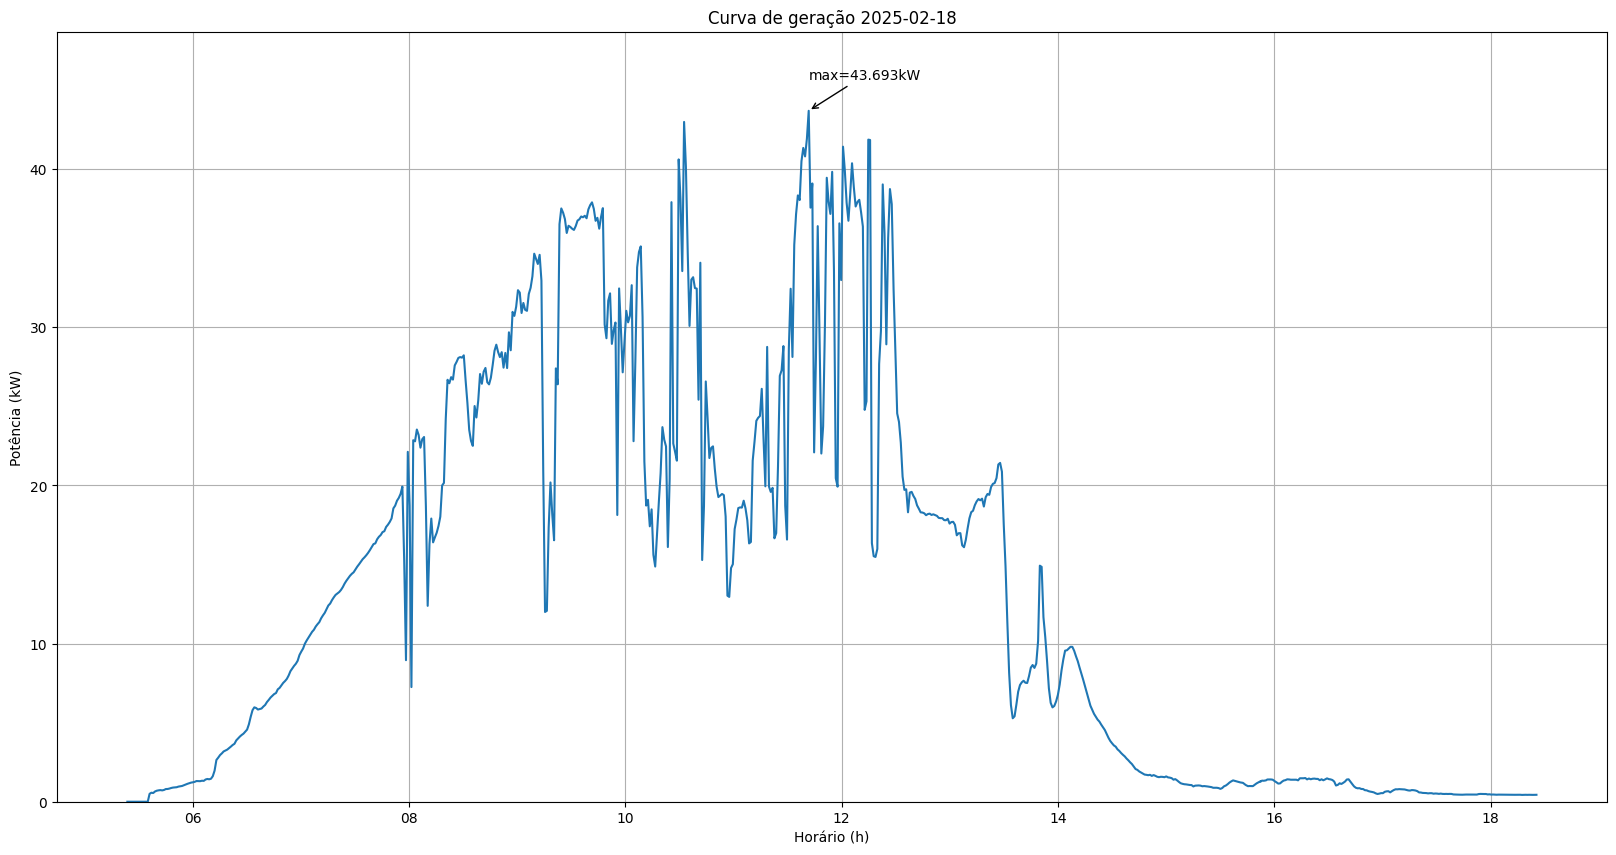 Curva de geração 2025-02-18
max=43.693kW
Potência (kW)
40
30
20
10
0
06 08 10 12 14 16 18
Horário (h)